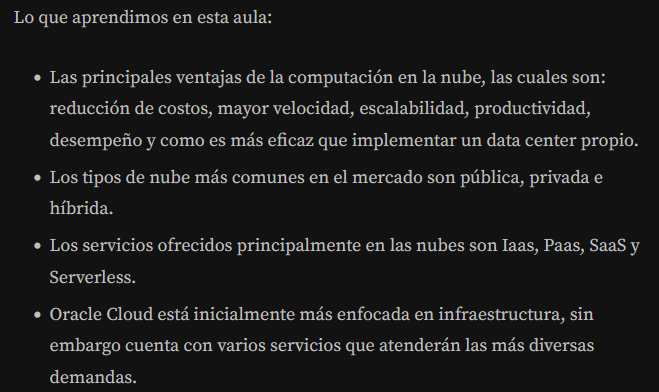 Lo que aprendimos en esta aula:
• Las principales ventajas de la computación en la nube, las cuales son:
reducción de costos, mayor velocidad, escalabilidad, productividad,
desempeño y como es más eficaz que implementar un data center propio.
• Los tipos de nube más comunes en el mercado son pública, privada e
híbrida.
• Los servicios ofrecidos principalmente en las nubes son Iaas, Paas, SaaS y
Serverless.
• Oracle Cloud está inicialmente más enfocada en infraestructura, sin
embargo cuenta con varios servicios que atenderán las más diversas
demandas.